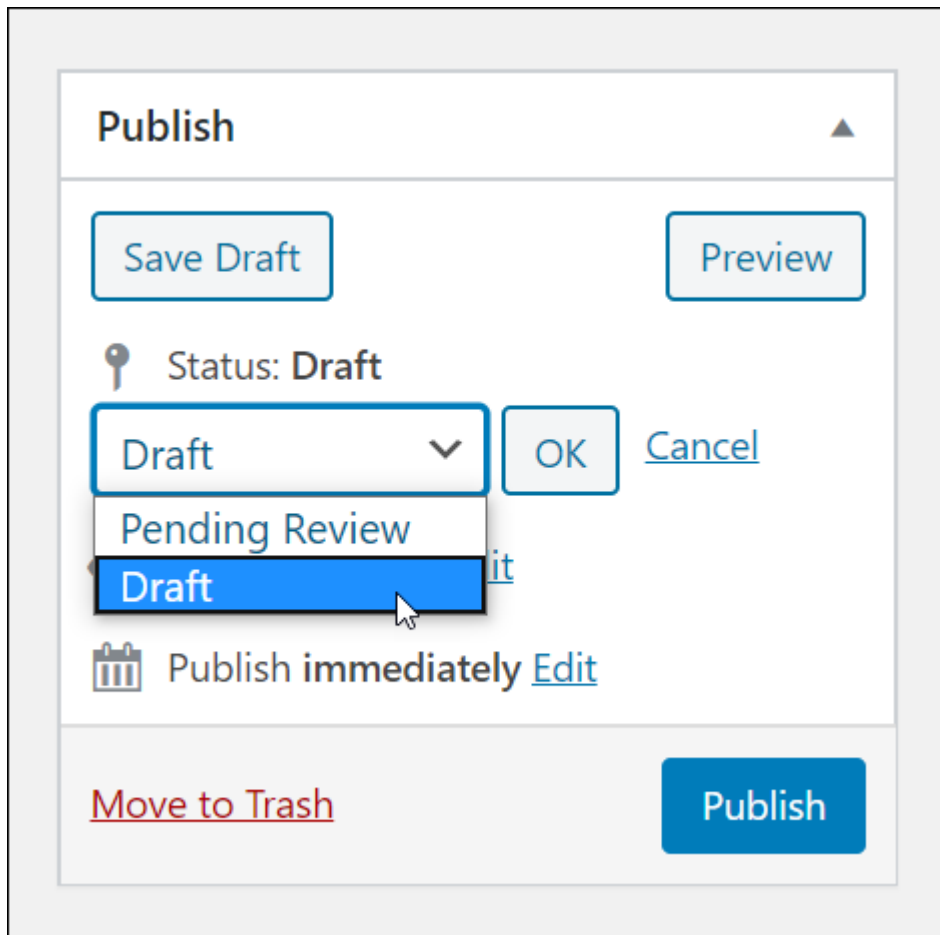 Publish
Save Draft Preview
Status: Draft
Draft OK Cancel
Pending Review
Draft
Publish immediately Edit
Move to Trash Publish